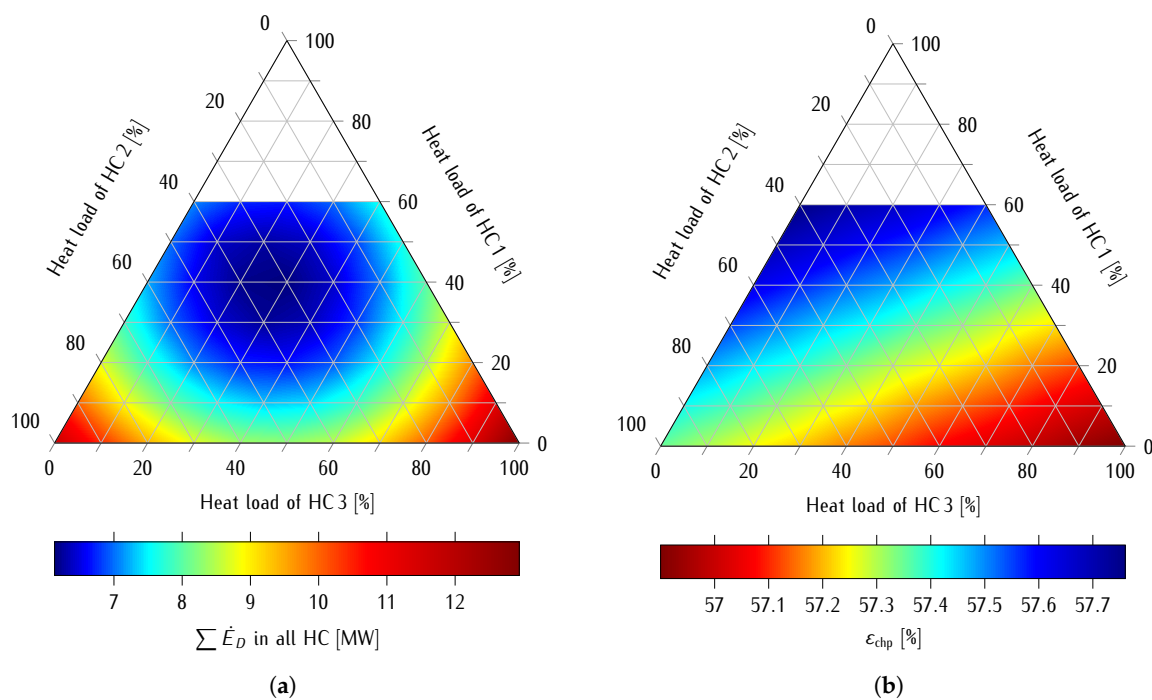 0
100
20
80
Heat load of HC 2 [%]
Heat load of HC 1 [%]
40
60
60
40
80
20
100
0
0 20 40 60 80 100
Heat load of HC 3 [%]
7 8 9 10 11 12
∑ Ė_D in all HC [MW]
(a)
0
100
20
80
Heat load of HC 2 [%]
Heat load of HC 1 [%]
40
60
60
40
80
20
100
0
0 20 40 60 80 100
Heat load of HC 3 [%]
57 57.1 57.2 57.3 57.4 57.5 57.6 57.7
ε_chp [%]
(b)